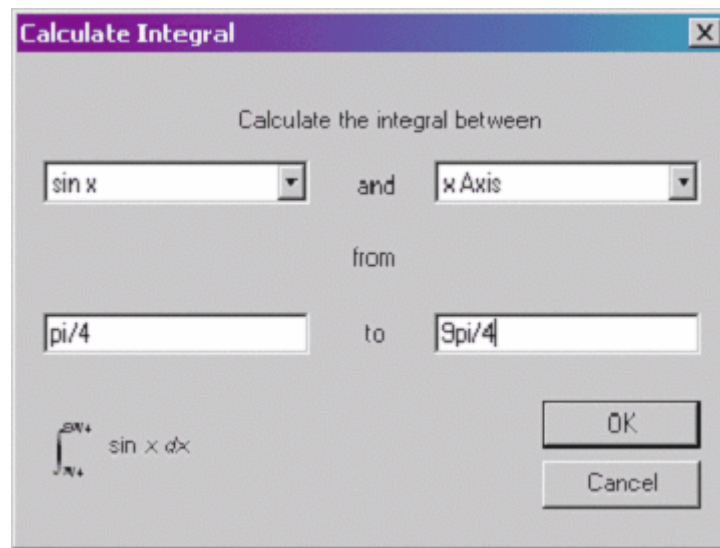 Calculate Integral
Calculate the integral between
sin x and x Axis
from
pi/4 to 9pi/4
∫ sin x dx
OK
Cancel